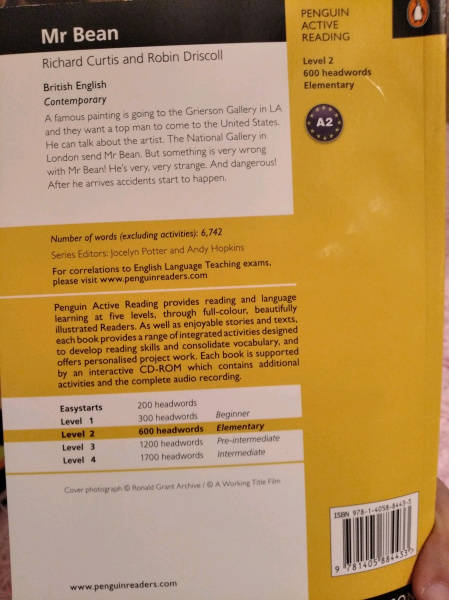 Mr Bean
Richard Curtis and Robin Driscoll
British English
Contemporary
A famous painting is going to the Grierson Gallery in LA
and they want a top man to come to the United States.
He can talk about the artist. The National Gallery in
London send Mr Bean. But something is very wrong
with Mr Bean! He's very, very strange. And dangerous!
After he arrives accidents start to happen.
PENGUIN
ACTIVE
READING
Level 2
600 headwords
Elementary
A2
Number of words (excluding activities): 6,742
Series Editors: Jocelyn Potter and Andy Hopkins
For correlations to English Language Teaching exams,
please visit www.penguinreaders.com
Penguin Active Reading provides reading and language
learning at five levels, through full-colour, beautifully
illustrated Readers. As well as enjoyable stories and texts,
each book provides a range of integrated activities designed
to develop reading skills and consolidate vocabulary, and
offers personalised project work. Each book is supported
by an interactive CD-ROM which contains additional
activities and the complete audio recording.
Easystarts 200 headwords
Level 1 300 headwords Beginner
Level 2 600 headwords Elementary
Level 3 1200 headwords Pre-intermediate
Level 4 1700 headwords Intermediate
Cover photograph © Ronald Grant Archive / © A Working Title Film
ISBN 978-1-4058-8443-3
9 781405 884433
www.penguinreaders.com